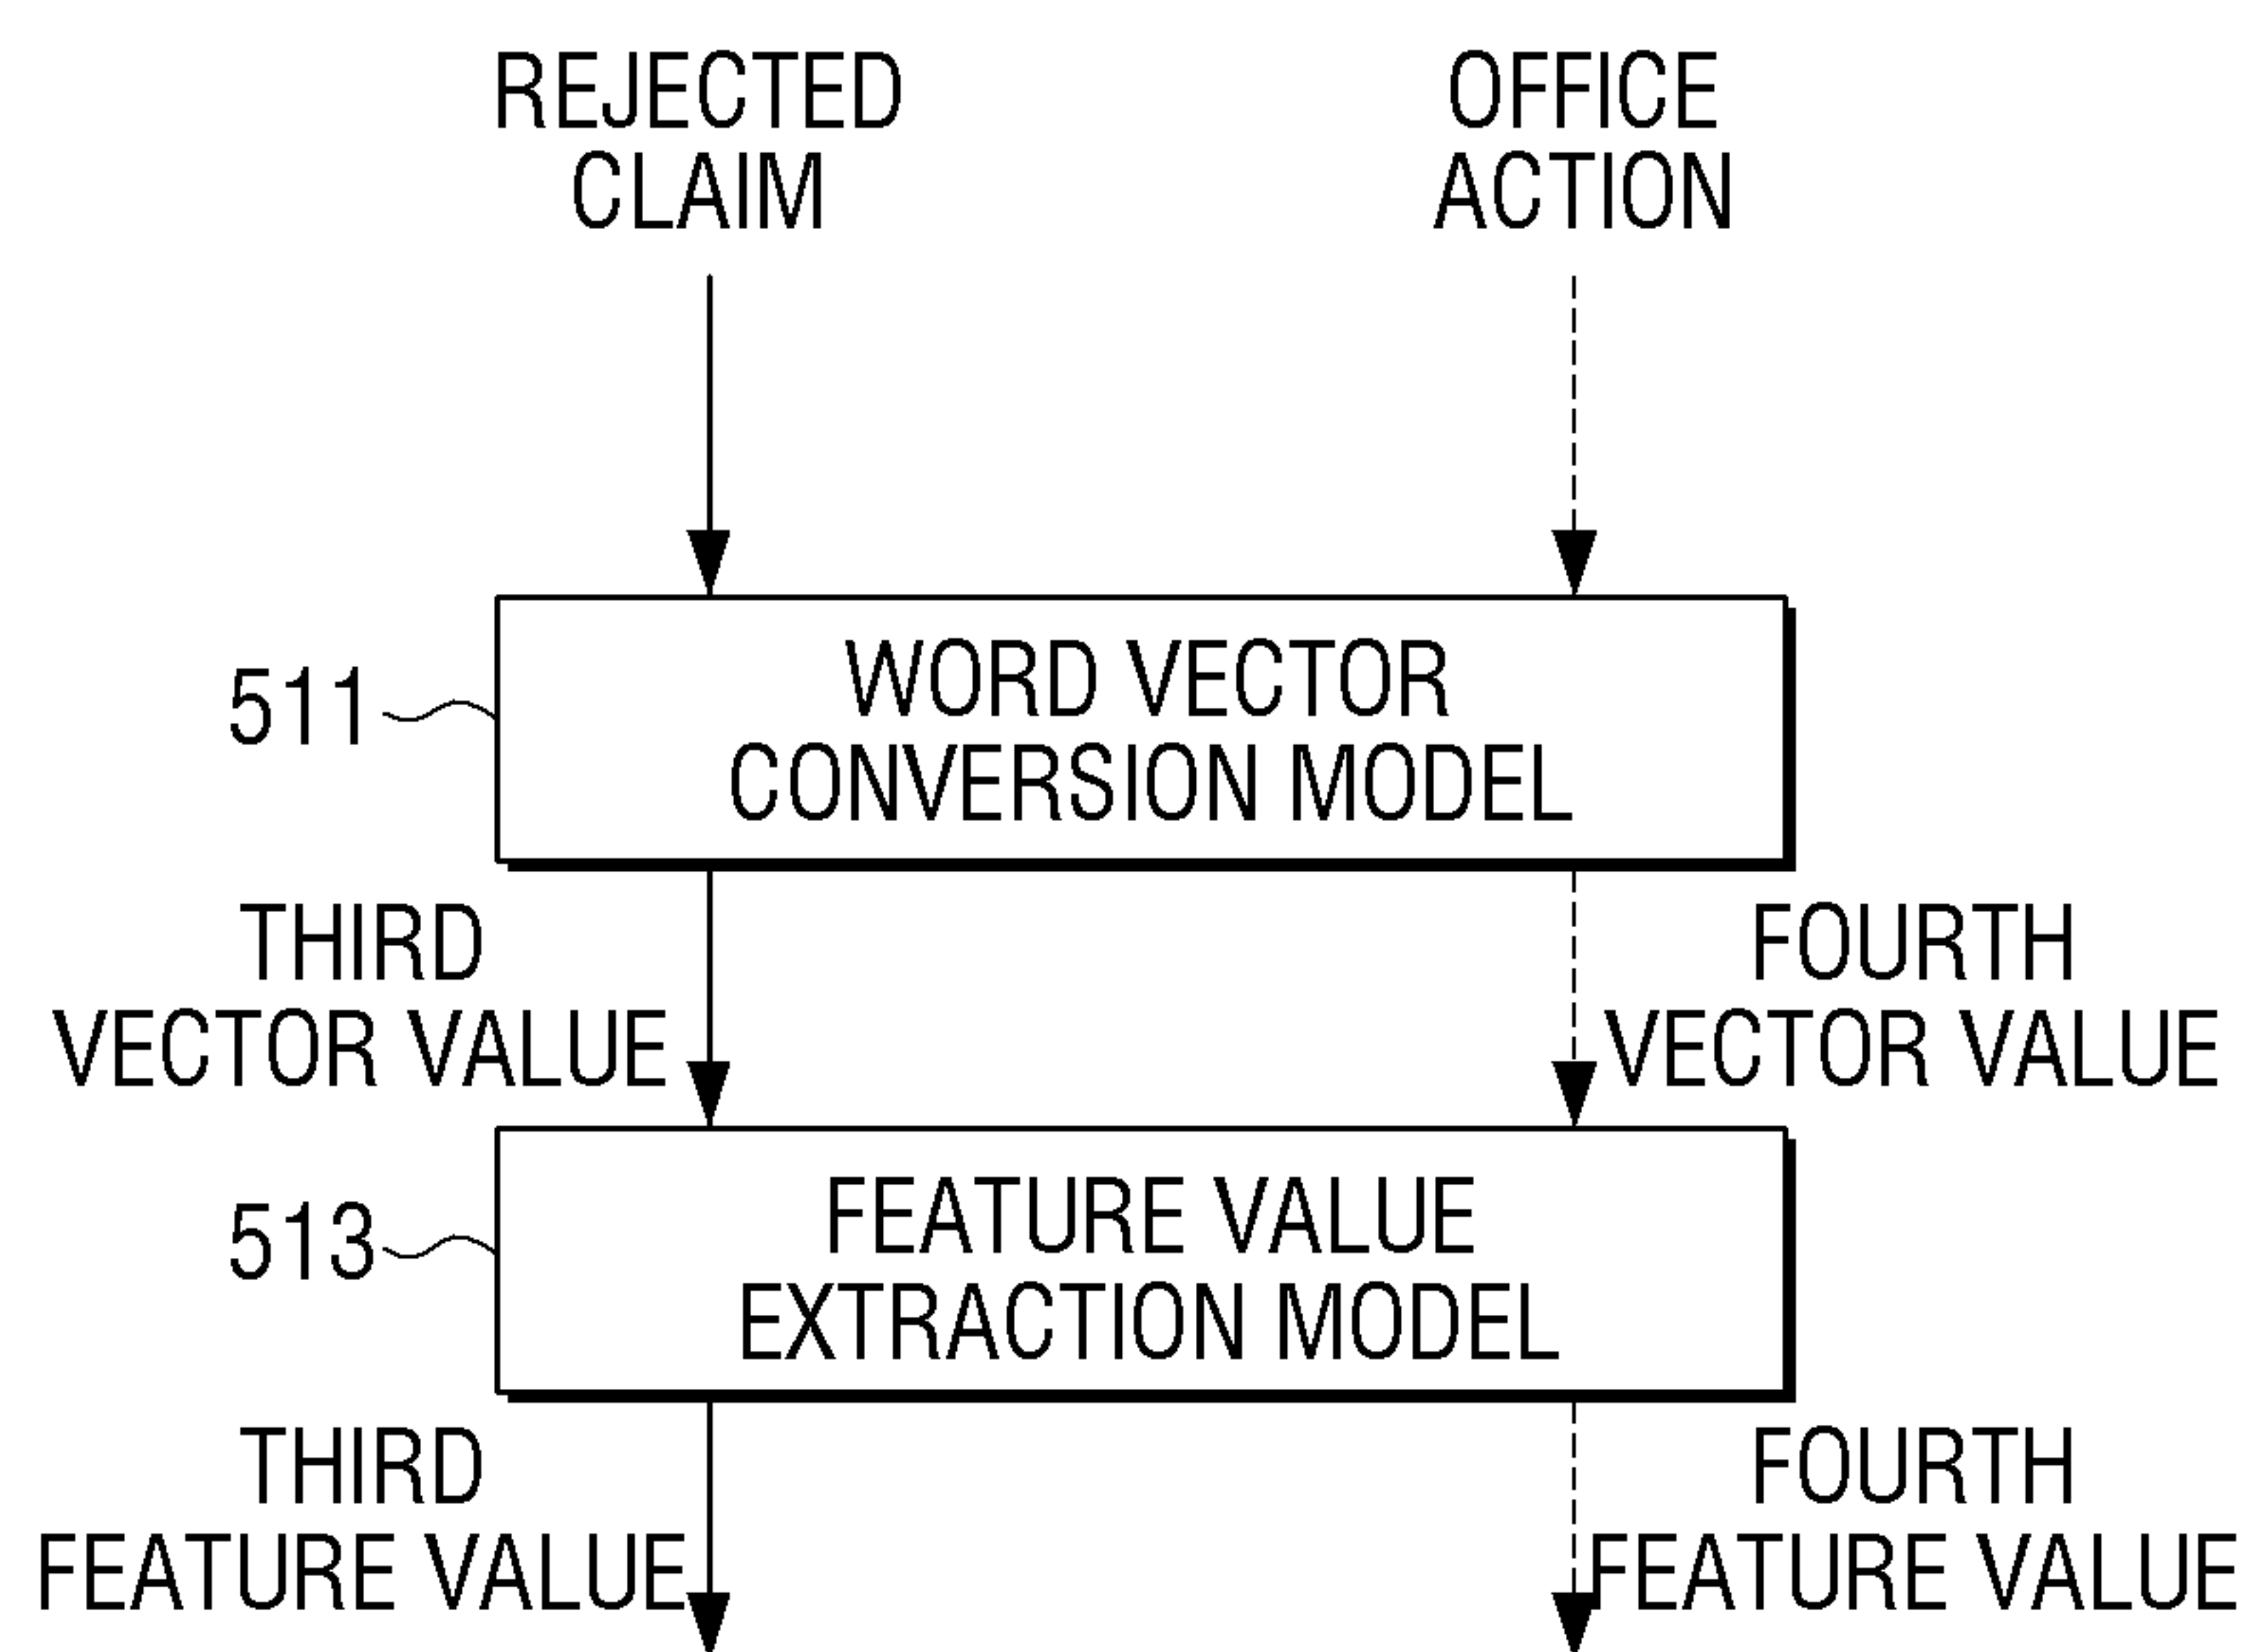 REJECTED
CLAIM
OFFICE
ACTION
511
WORD VECTOR
CONVERSION MODEL
THIRD
VECTOR VALUE
FOURTH
VECTOR VALUE
513
FEATURE VALUE
EXTRACTION MODEL
THIRD
FEATURE VALUE
FOURTH
FEATURE VALUE